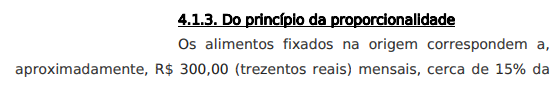 4.1.3. Do princípio da proporcionalidade
Os alimentos fixados na origem correspondem a,
aproximadamente, R$ 300,00 (trezentos reais) mensais, cerca de 15% da